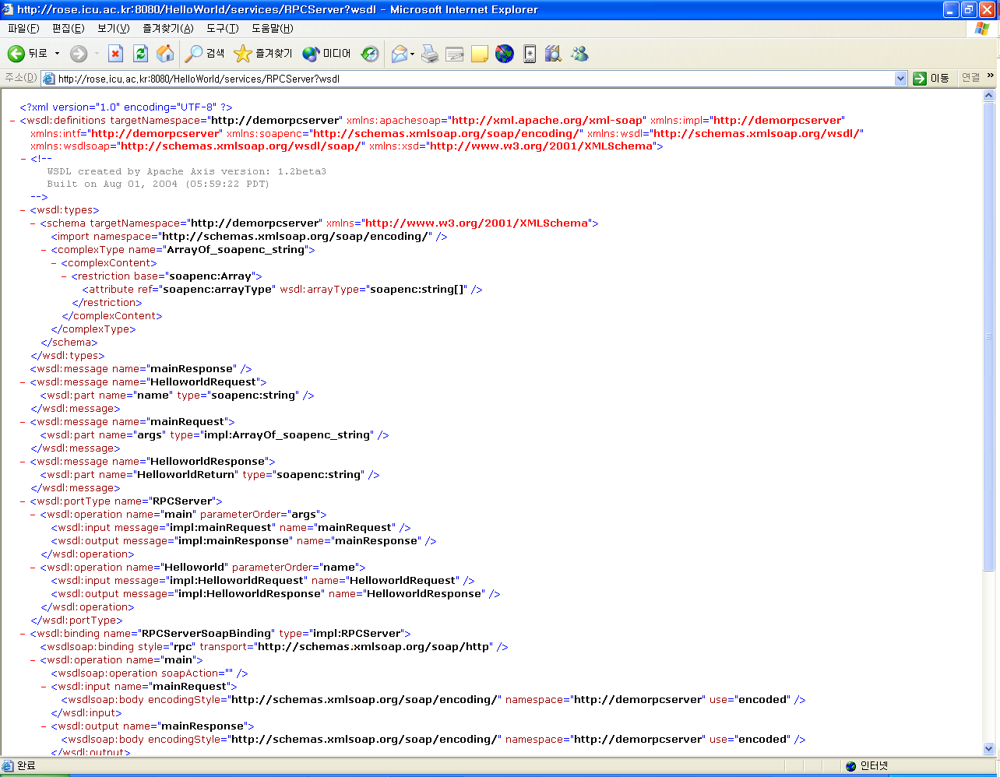 http://rose.icu.ac.kr:8080/HelloWorld/services/RPCServer?wsdl - Microsoft Internet Explorer
파일(F) 편집(E) 보기(V) 즐겨찾기(A) 도구(T) 도움말(H)
뒤로 검색 즐겨찾기 미디어
주소(D) http://rose.icu.ac.kr:8080/HelloWorld/services/RPCServer?wsdl 이동 연결 »
<?xml version="1.0" encoding="UTF-8" ?>
- <wsdl:definitions targetNamespace="http://demorpcserver" xmlns:apachesoap="http://xml.apache.org/xml-soap" xmlns:impl="http://demorpcserver"
xmlns:intf="http://demorpcserver" xmlns:soapenc="http://schemas.xmlsoap.org/soap/encoding/" xmlns:wsdl="http://schemas.xmlsoap.org/wsdl/"
xmlns:wsdlsoap="http://schemas.xmlsoap.org/wsdl/soap/" xmlns:xsd="http://www.w3.org/2001/XMLSchema">
- <!--
WSDL created by Apache Axis version: 1.2beta3
Built on Aug 01, 2004 (05:59:22 PDT)
-->
- <wsdl:types>
- <schema targetNamespace="http://demorpcserver" xmlns="http://www.w3.org/2001/XMLSchema">
<import namespace="http://schemas.xmlsoap.org/soap/encoding/" />
- <complexType name="ArrayOf_soapenc_string">
- <complexContent>
- <restriction base="soapenc:Array">
<attribute ref="soapenc:arrayType" wsdl:arrayType="soapenc:string[]" />
</restriction>
</complexContent>
</complexType>
</schema>
</wsdl:types>
<wsdl:message name="mainResponse" />
- <wsdl:message name="HelloworldRequest">
<wsdl:part name="name" type="soapenc:string" />
</wsdl:message>
- <wsdl:message name="mainRequest">
<wsdl:part name="args" type="impl:ArrayOf_soapenc_string" />
</wsdl:message>
- <wsdl:message name="HelloworldResponse">
<wsdl:part name="HelloworldReturn" type="soapenc:string" />
</wsdl:message>
- <wsdl:portType name="RPCServer">
- <wsdl:operation name="main" parameterOrder="args">
<wsdl:input message="impl:mainRequest" name="mainRequest" />
<wsdl:output message="impl:mainResponse" name="mainResponse" />
</wsdl:operation>
- <wsdl:operation name="Helloworld" parameterOrder="name">
<wsdl:input message="impl:HelloworldRequest" name="HelloworldRequest" />
<wsdl:output message="impl:HelloworldResponse" name="HelloworldResponse" />
</wsdl:operation>
</wsdl:portType>
- <wsdl:binding name="RPCServerSoapBinding" type="impl:RPCServer">
<wsdlsoap:binding style="rpc" transport="http://schemas.xmlsoap.org/soap/http" />
- <wsdl:operation name="main">
<wsdlsoap:operation soapAction="" />
- <wsdl:input name="mainRequest">
<wsdlsoap:body encodingStyle="http://schemas.xmlsoap.org/soap/encoding/" namespace="http://demorpcserver" use="encoded" />
</wsdl:input>
- <wsdl:output name="mainResponse">
<wsdlsoap:body encodingStyle="http://schemas.xmlsoap.org/soap/encoding/" namespace="http://demorpcserver" use="encoded" />
</wsdl:output>
완료 인터넷